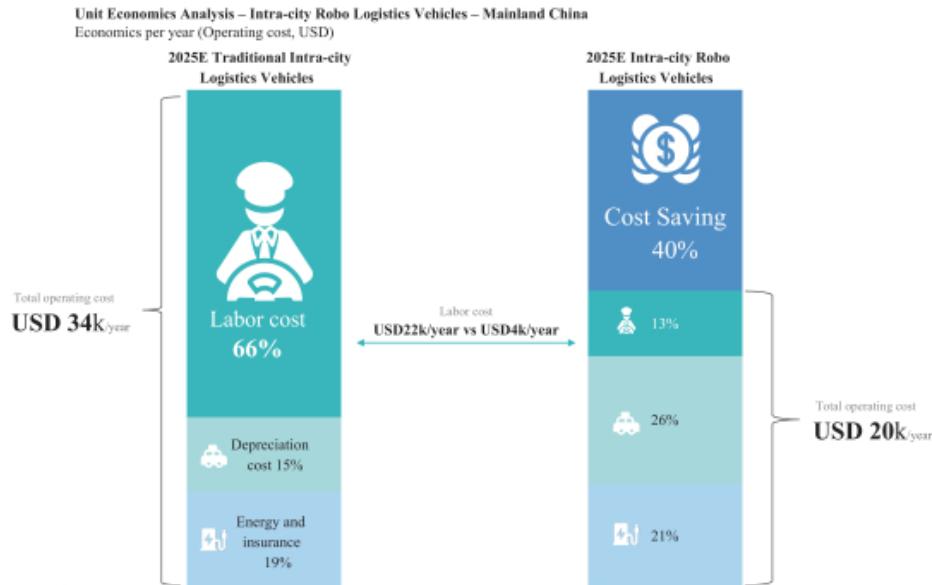 Unit Economics Analysis – Intra-city Robo Logistics Vehicles – Mainland China
Economics per year (Operating cost, USD)
2025E Traditional Intra-city
Logistics Vehicles
2025E Intra-city Robo
Logistics Vehicles
Total operating cost
USD 34k/year
Labor cost
66%
Depreciation
cost 15%
Energy and
insurance
19%
Labor cost
USD22k/year vs USD4k/year
$
Cost Saving
40%
13%
26%
21%
Total operating cost
USD 20k/year